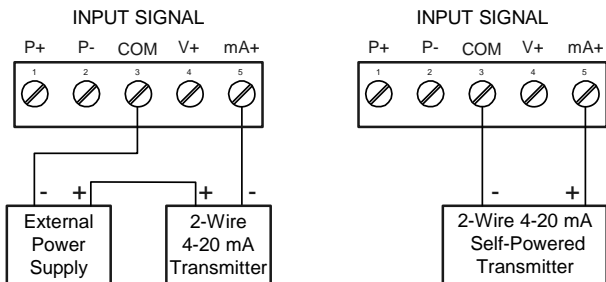 INPUT SIGNAL
P+ P- COM V+ mA+
1 2 3 4 5
- + + -
External
Power
Supply
2-Wire
4-20 mA
Transmitter
INPUT SIGNAL
P+ P- COM V+ mA+
1 2 3 4 5
- +
2-Wire 4-20 mA
Self-Powered
Transmitter